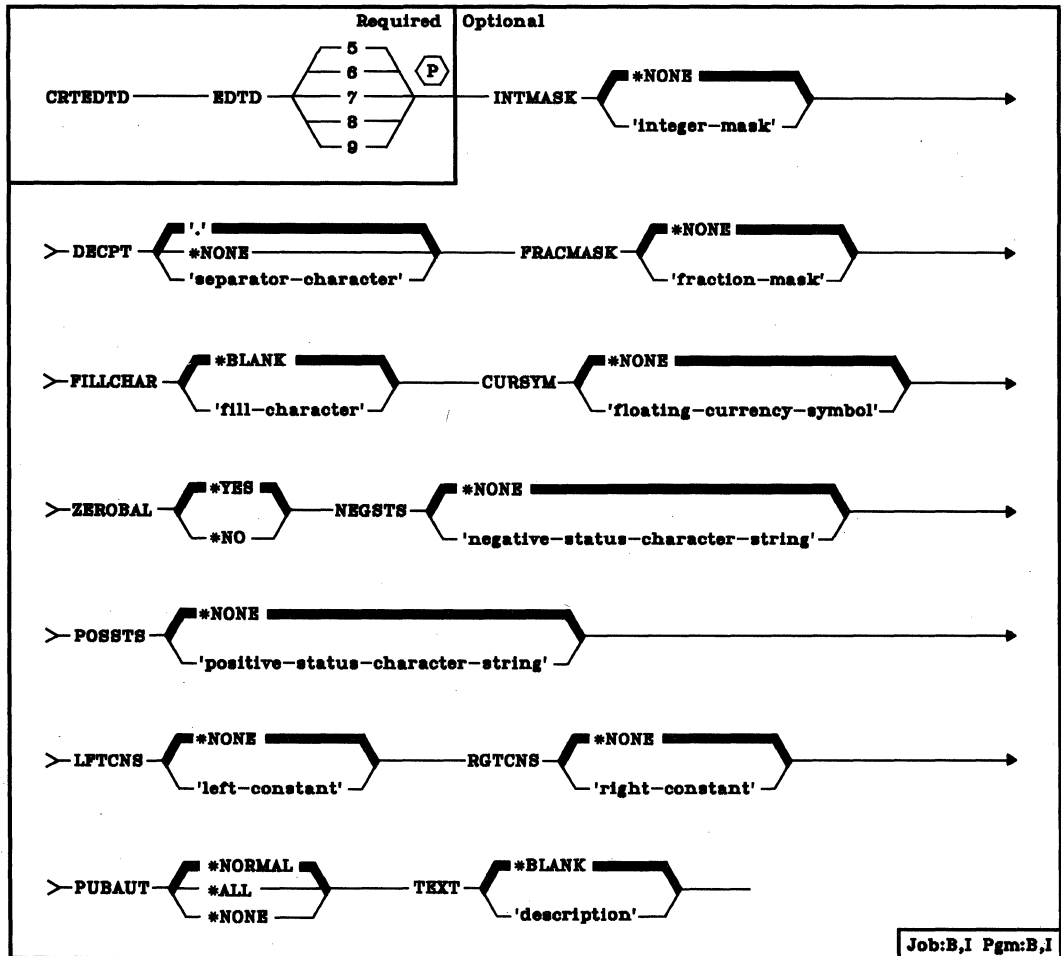 Required Optional
5
6
P
CRTEDTD EDTD 7 INTMASK *NONE
8 'integer-mask'
9
DECPT '.' FRACMASK *NONE
*NONE
'separator-character' 'fraction-mask'
FILLCHAR *BLANK CURSYM *NONE
'fill-character' 'floating-currency-symbol'
ZEROBAL *YES NEGSTS *NONE
*NO 'negative-status-character-string'
POSSTS *NONE
'positive-status-character-string'
LFTCNS *NONE RGTCNS *NONE
'left-constant' 'right-constant'
PUBAUT *NORMAL TEXT *BLANK
*ALL
*NONE 'description'
Job:B,I Pgm:B,I